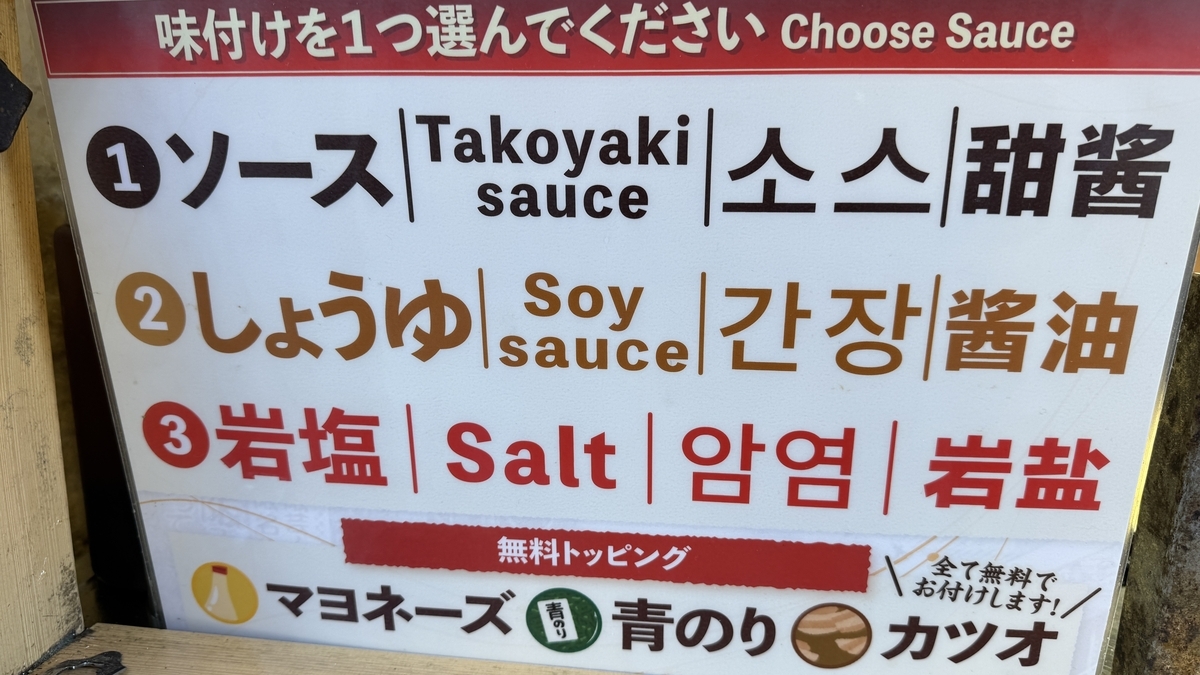 味付けを1つ選んでください Choose Sauce
1 ソース | Takoyaki sauce | 소스 | 甜酱
2 しょうゆ | Soy sauce | 간장 | 酱油
3 岩塩 | Salt | 암염 | 岩盐
無料トッピング
全て無料で
お付けします!
マヨネーズ 青のり 青のり カツオ